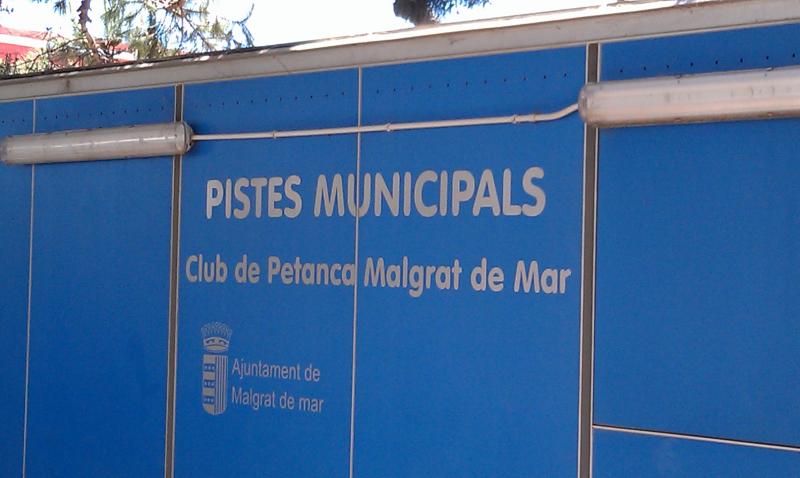 PISTES MUNICIPALS
Club de Petanca Malgrat de Mar
Ajuntament de
Malgrat de mar